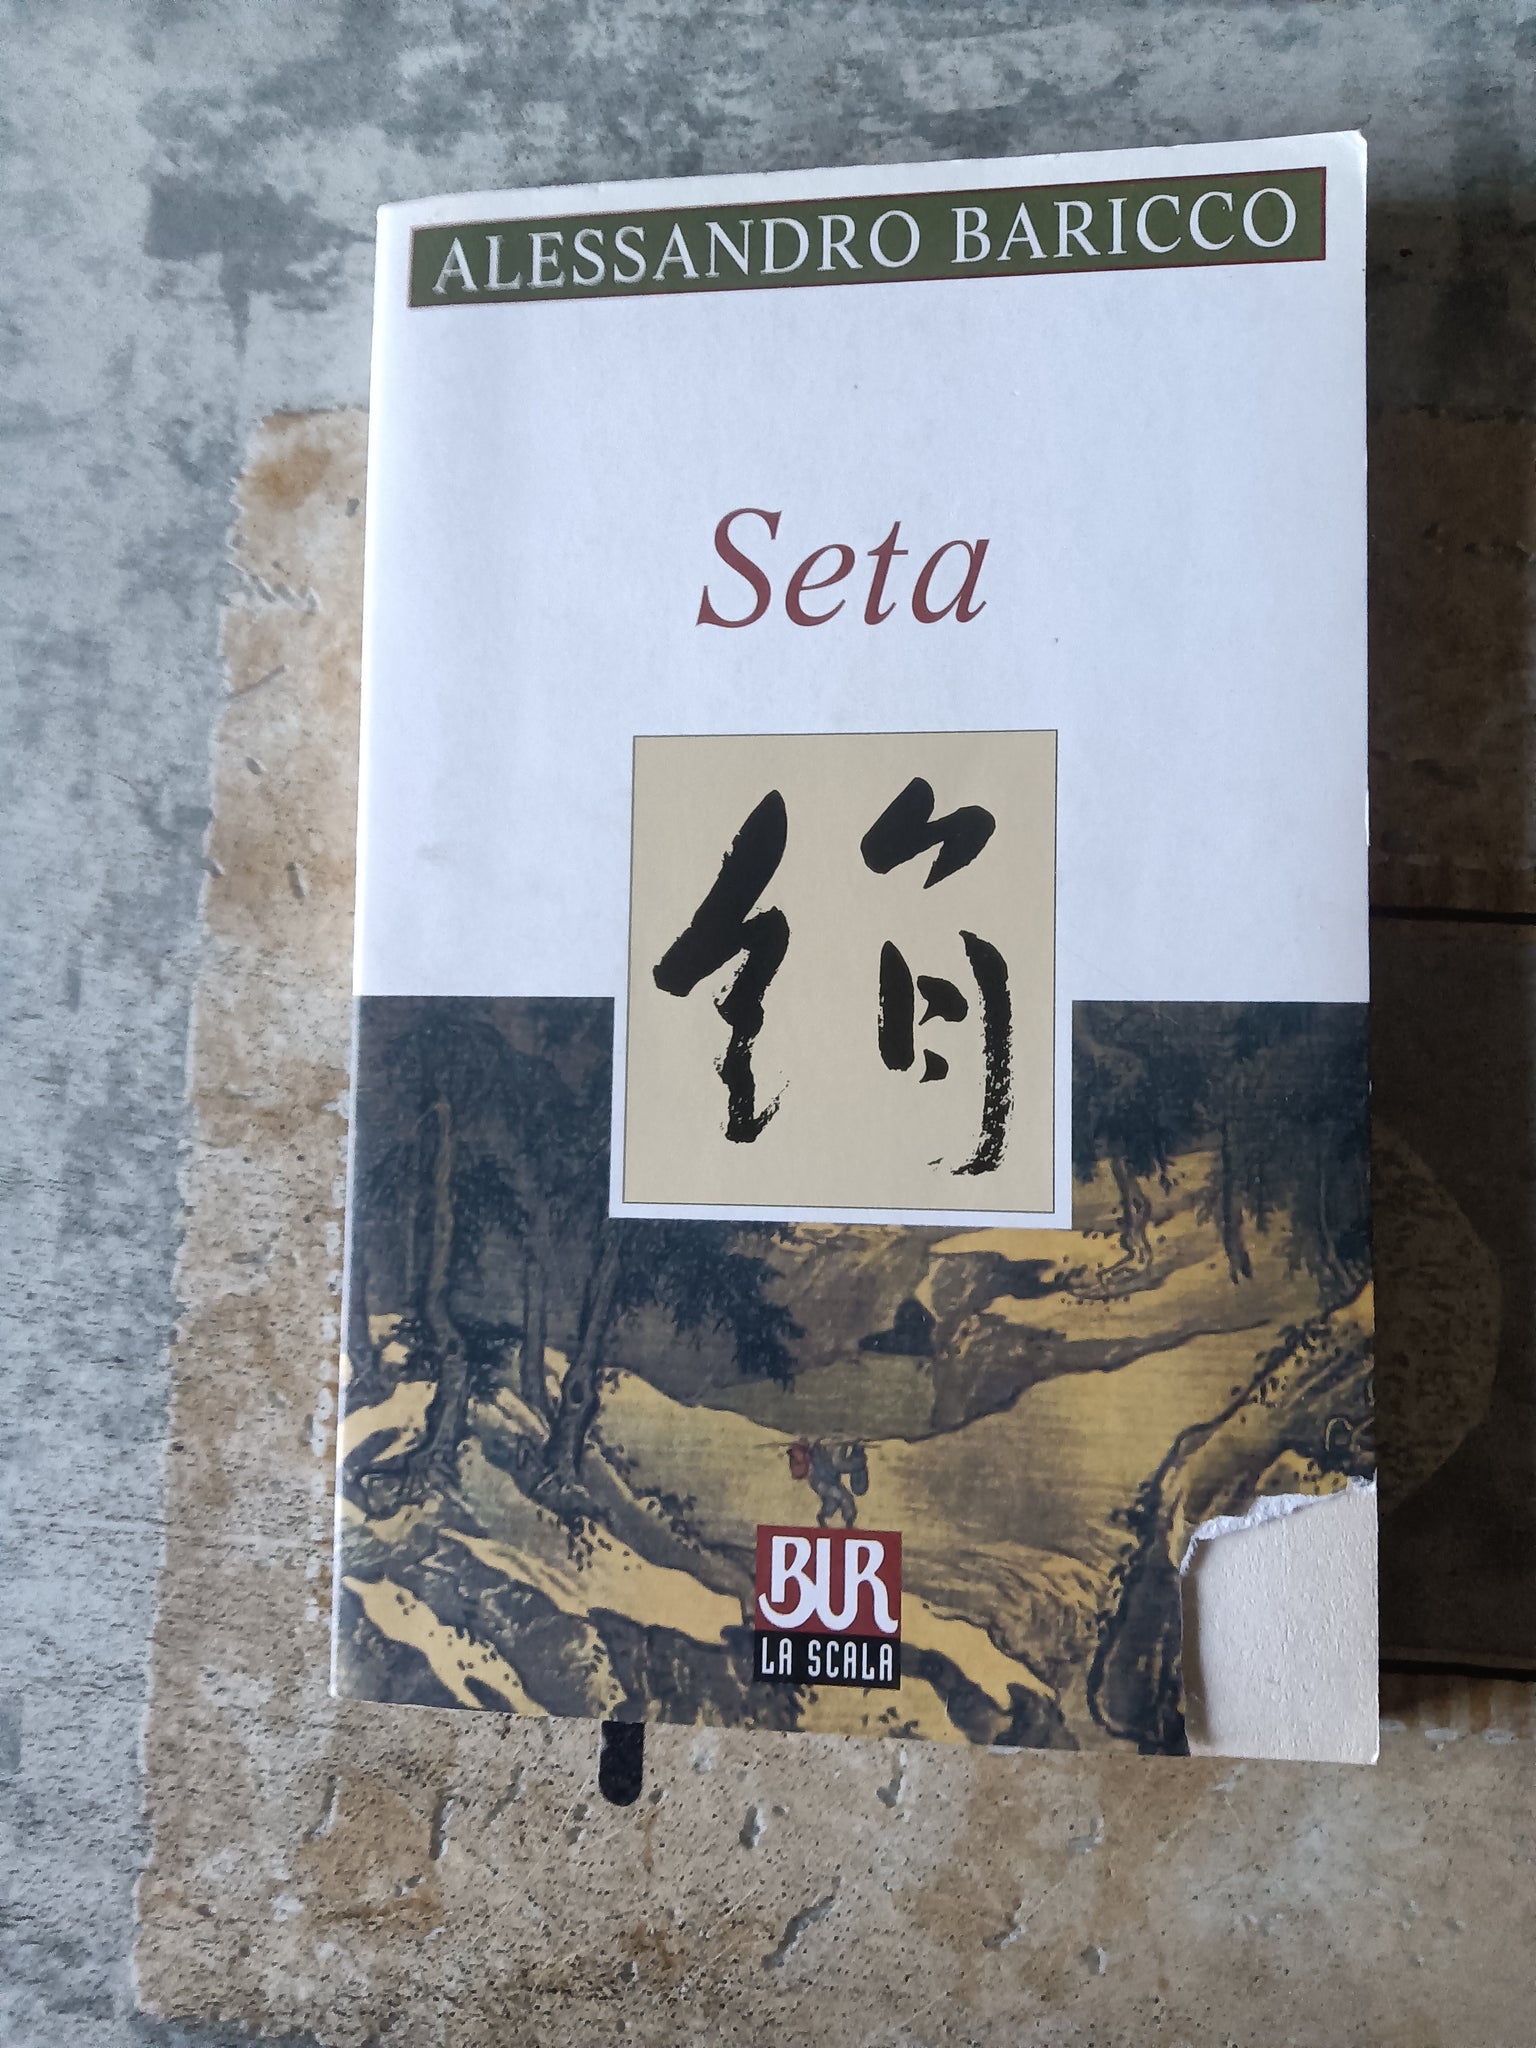 ALESSANDRO BARICCO
Seta
絹
BUR
LA SCALA